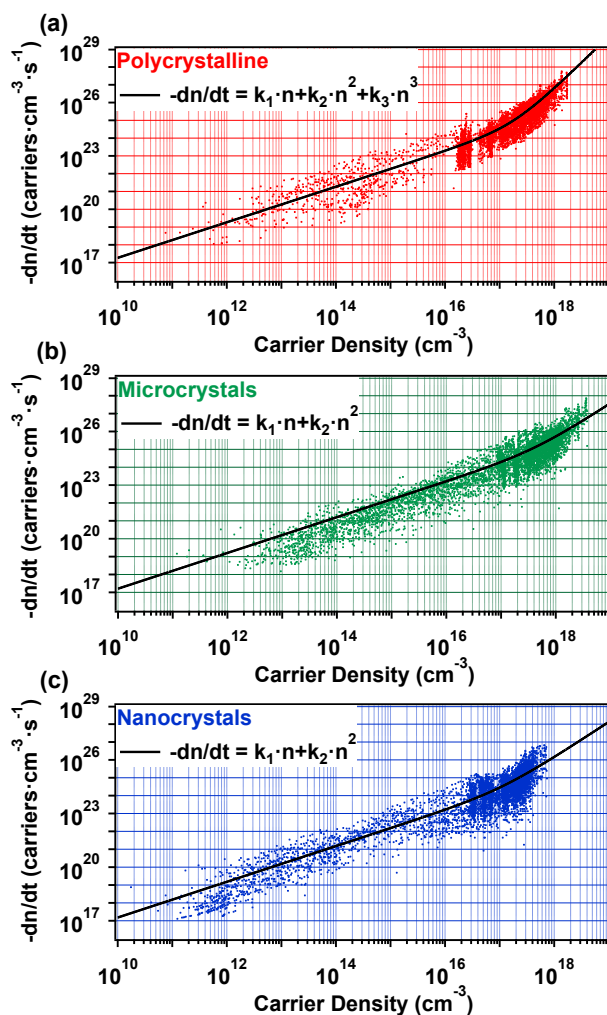 (a)
10^29
Polycrystalline
-dn/dt = k₁·n+k₂·n²+k₃·n³
10^26
10^23
10^20
10^17
-dn/dt (carriers·cm⁻³·s⁻¹)
10^10 10^12 10^14 10^16 10^18
Carrier Density (cm⁻³)
(b)
10^29
Microcrystals
-dn/dt = k₁·n+k₂·n²
10^26
10^23
10^20
10^17
-dn/dt (carriers·cm⁻³·s⁻¹)
10^10 10^12 10^14 10^16 10^18
Carrier Density (cm⁻³)
(c)
10^29
Nanocrystals
-dn/dt = k₁·n+k₂·n²
10^26
10^23
10^20
10^17
-dn/dt (carriers·cm⁻³·s⁻¹)
10^10 10^12 10^14 10^16 10^18
Carrier Density (cm⁻³)